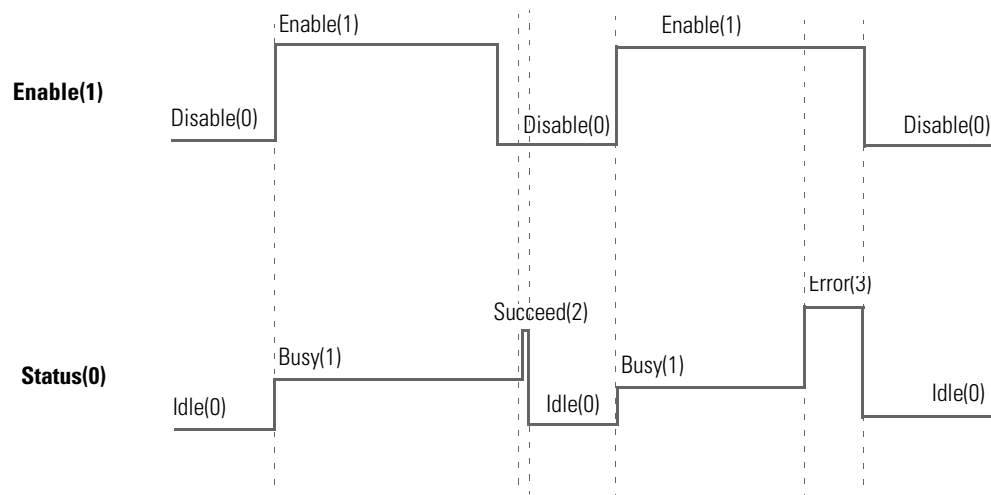 Enable(1)
Enable(1)
Enable(1)
Disable(0)
Disable(0)
Disable(0)
Error(3)
Succeed(2)
Busy(1)
Busy(1)
Status(0)
Idle(0)
Idle(0)
Idle(0)